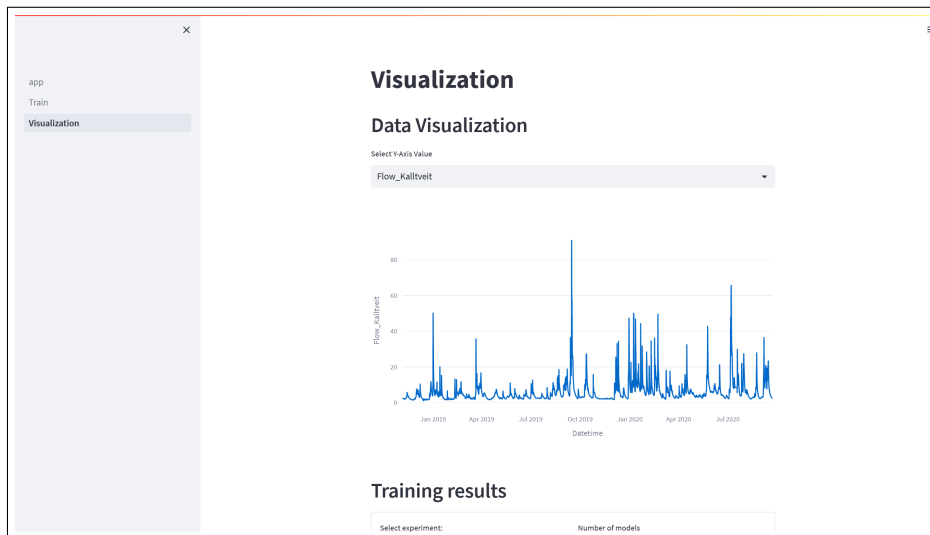 app
Train
Visualization
Visualization
Data Visualization
Select Y-Axis Value
Flow_Kalltveit
80
60
40
20
0
Flow_Kalltveit
Jan 2019 Apr 2019 Jul 2019 Oct 2019 Jan 2020 Apr 2020 Jul 2020
Datetime
Training results
Select experiment: Number of models